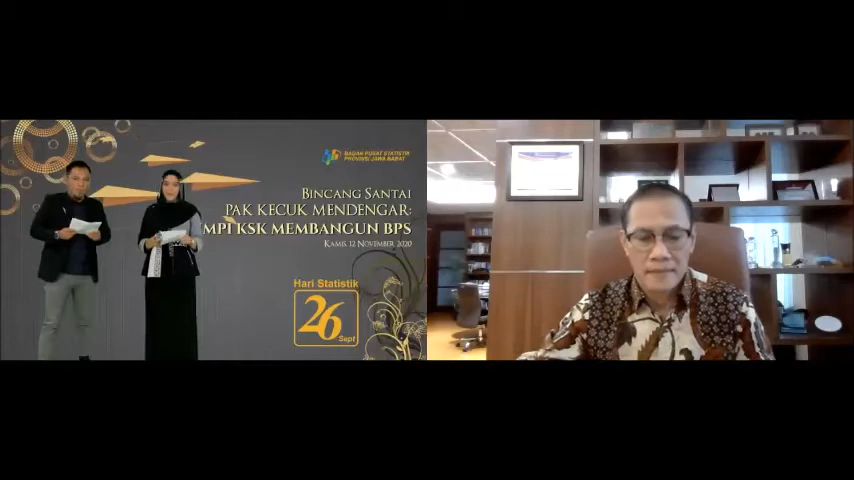 BADAN PUSAT STATISTIK
PROVINSI JAWA BARAT
BINCANG SANTAI
PAK KECUK MENDENGAR:
MPI KSK MEMBANGUN BPS
KAMIS, 12 NOVEMBER, 2020
Hari Statistik
26
Sept